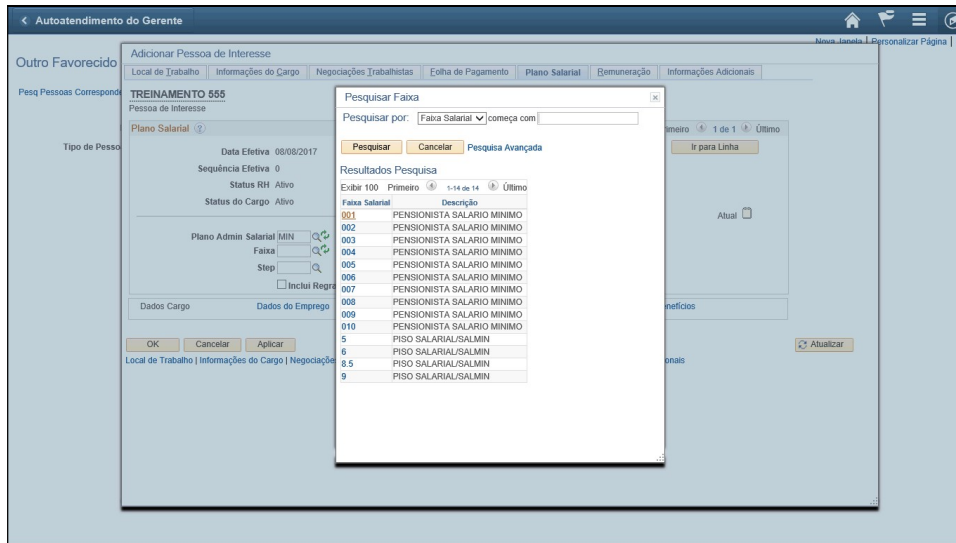 Autoatendimento do Gerente
Nova Janela | Personalizar Página |
Outro Favorecido
Adicionar Pessoa de Interesse
Local de Trabalho Informações do Cargo Negociações Trabalhistas Folha de Pagamento Plano Salarial Remuneração Informações Adicionais
Pesq Pessoas Corresponde
TREINAMENTO 555
Pessoa de Interesse
Plano Salarial
imeiro 1 de 1 Último
Tipo de Pesso
Data Efetiva 08/08/2017
Ir para Linha
Sequência Efetiva 0
Status RH Ativo
Status do Cargo Ativo
Atual
Plano Admin Salarial MIN
Faixa
Step
Inclui Regra
Dados Cargo Dados do Emprego
enefícios
OK Cancelar Aplicar
Atualizar
Local de Trabalho | Informações do Cargo | Negociaçõe
onais
Pesquisar Faixa
Pesquisar por: Faixa Salarial começa com
Pesquisar Cancelar Pesquisa Avançada
Resultados Pesquisa
Exibir 100 Primeiro 1-14 de 14 Último
Faixa Salarial Descrição
001 PENSIONISTA SALARIO MINIMO
002 PENSIONISTA SALARIO MINIMO
003 PENSIONISTA SALARIO MINIMO
004 PENSIONISTA SALARIO MINIMO
005 PENSIONISTA SALARIO MINIMO
006 PENSIONISTA SALARIO MINIMO
007 PENSIONISTA SALARIO MINIMO
008 PENSIONISTA SALARIO MINIMO
009 PENSIONISTA SALARIO MINIMO
010 PENSIONISTA SALARIO MINIMO
5 PISO SALARIAL/SALMIN
6 PISO SALARIAL/SALMIN
8.5 PISO SALARIAL/SALMIN
9 PISO SALARIAL/SALMIN